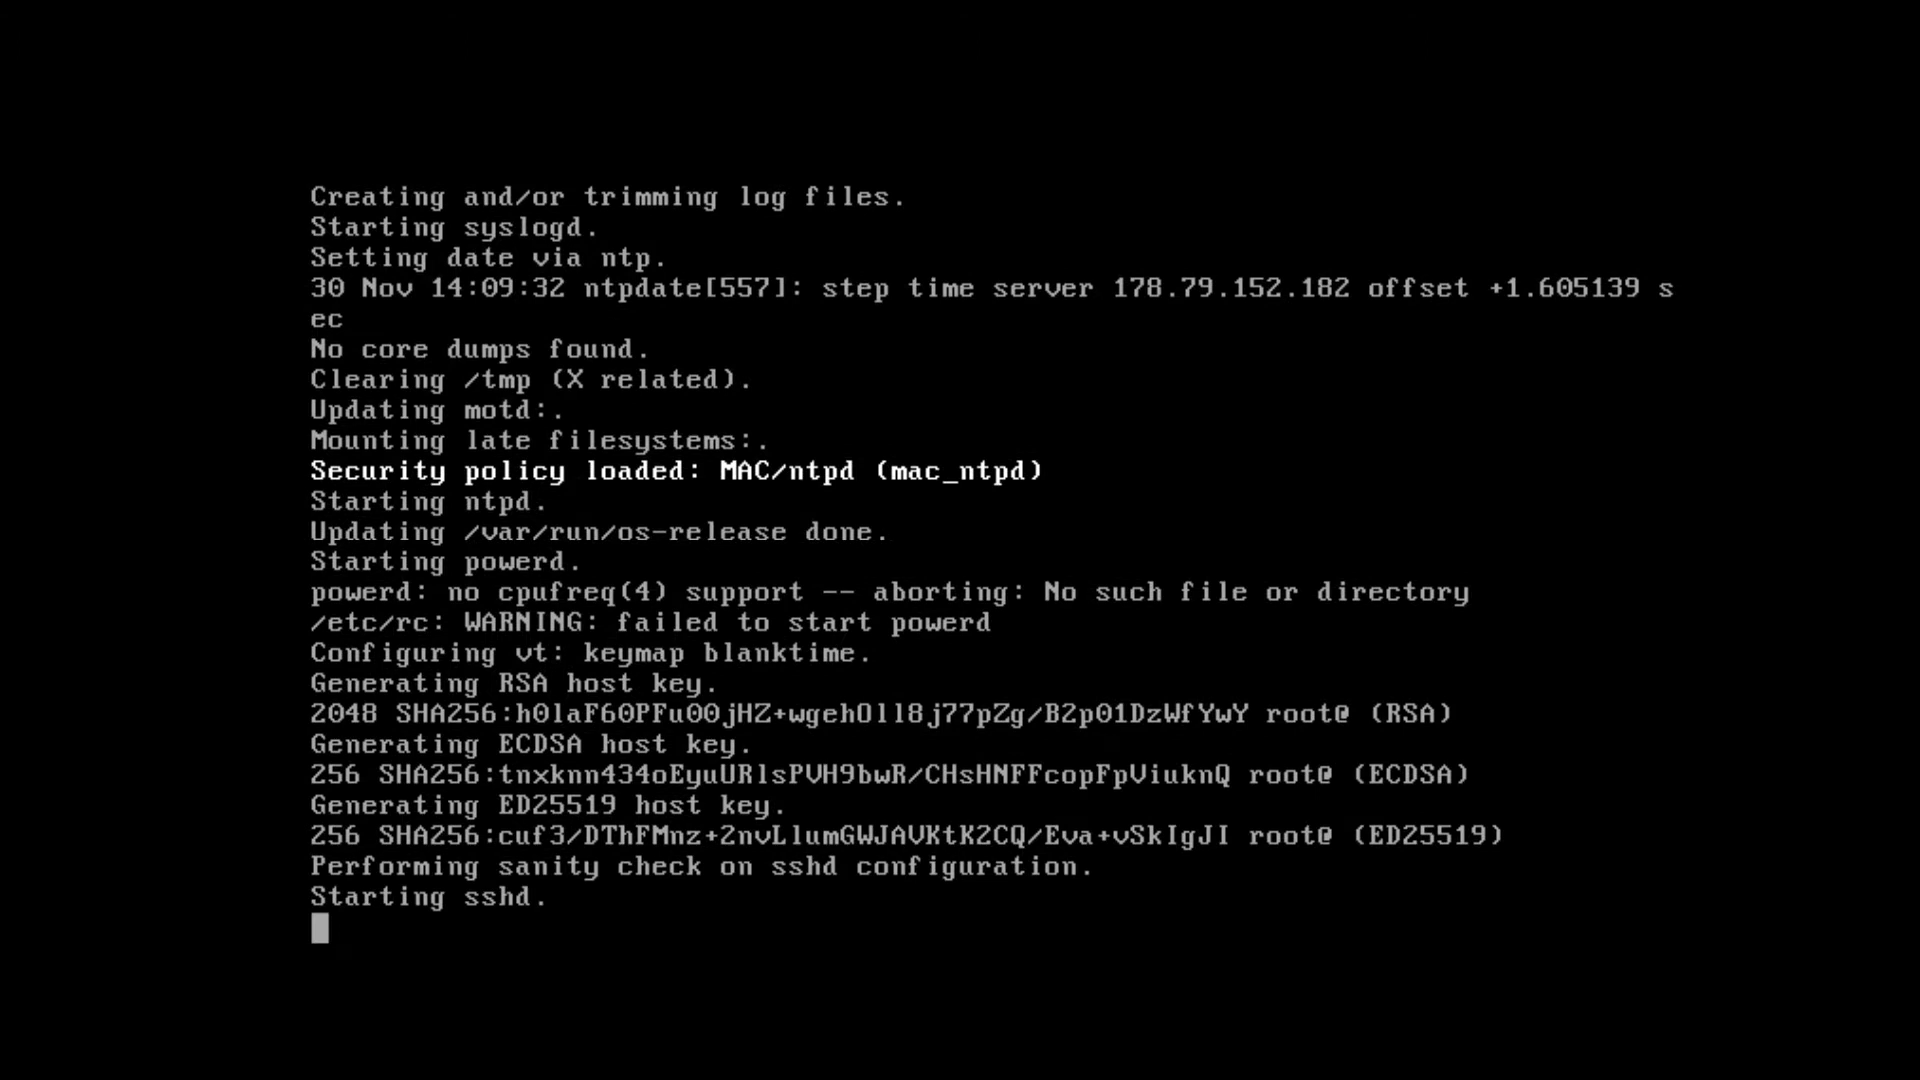 Creating and/or trimming log files.
Starting syslogd.
Setting date via ntp.
30 Nov 14:09:32 ntpdate[557]: step time server 178.79.152.182 offset +1.605139 s
ec
No core dumps found.
Clearing /tmp (X related).
Updating motd:.
Mounting late filesystems:.
Security policy loaded: MAC/ntpd (mac_ntpd)
Starting ntpd.
Updating /var/run/os-release done.
Starting powerd.
powerd: no cpufreq(4) support -- aborting: No such file or directory
/etc/rc: WARNING: failed to start powerd
Configuring vt: keymap blanktime.
Generating RSA host key.
2048 SHA256:h0laF60PFu00jHZ+wgehOll8j77pZg/B2p01DzWfYwY root@ (RSA)
Generating ECDSA host key.
256 SHA256:tnxknn434oEyuURlsPVH9bwR/CHsHNFFcopFpViuknQ root@ (ECDSA)
Generating ED25519 host key.
256 SHA256:cuf3/DThFMnz+2nvLlumGWJAVKtK2CQ/Eva+vSkIgJI root@ (ED25519)
Performing sanity check on sshd configuration.
Starting sshd.